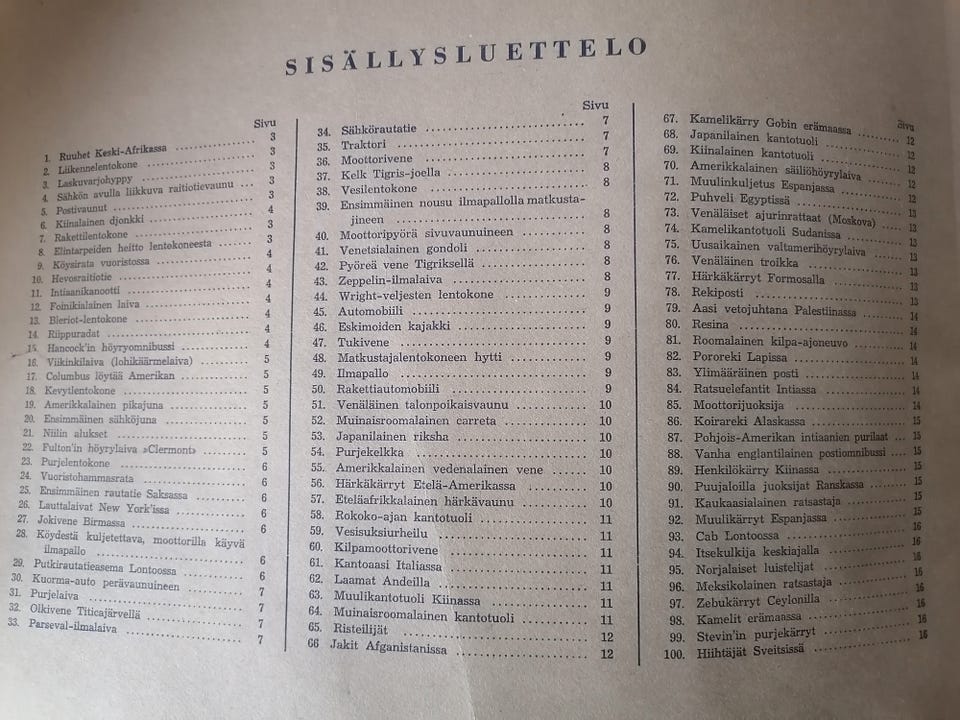 SISÄLLYSLUETTELO
Sivu
1. Ruuhet Keski-Afrikassa 3
2. Liikennelentokone 3
3. Laskuvarjohyppy 3
4. Sähkön avulla liikkuva raitiotievaunu 3
5. Postivaunut 3
6. Kiinalainen djonkki 4
7. Rakettilentokone 3
8. Elintarpeiden heitto lentokoneesta 3
9. Köysirata vuoristossa 4
10. Hevosraitiotie 4
11. Intiaanikanootti 4
12. Foinikialainen laiva 4
13. Bleriot-lentokone 4
14. Riippuradat 4
15. Hancock'in höyryomnibussi 4
16. Viikinkilaiva (lohikäärmelaiva) 5
17. Columbus löytää Amerikan 5
18. Kevytlentokone 5
19. Amerikkalainen pikajuna 5
20. Ensimmäinen sähköjuna 5
21. Niilin alukset 5
22. Fulton'in höyrylaiva »Clermont» 5
23. Purjelentokone 6
24. Vuoristohammasrata 6
25. Ensimmäinen rautatie Saksassa 6
26. Lauttalaivat New York'issa 6
27. Jokivene Birmassa 6
28. Köydestä kuljetettava, moottorilla käyvä
ilmapallo 6
29. Putkirautatieasema Lontoossa 6
30. Kuorma-auto perävaunuineen 7
31. Purjelaiva 7
32. Olkivene Titicajärvellä 7
33. Parseval-ilmalaiva 7
Sivu
34. Sähkörautatie 7
35. Traktori 7
36. Moottorivene 7
37. Kelk Tigris-joella 8
38. Vesilentokone 8
39. Ensimmäinen nousu ilmapallolla matkusta-
jineen 8
40. Moottoripyörä sivuvaunuineen 8
41. Venetsialainen gondoli 8
42. Pyöreä vene Tigriksellä 8
43. Zeppelin-ilmalaiva 8
44. Wright-veljesten lentokone 9
45. Automobiili 9
46. Eskimoiden kajakki 9
47. Tukivene 9
48. Matkustajalentokoneen hytti 9
49. Ilmapallo 9
50. Rakettiautomobiili 9
51. Venäläinen talonpoikaisvaunu 10
52. Muinaisroomalainen carreta 10
53. Japanilainen riksha 10
54. Purjekelkka 10
55. Amerikkalainen vedenalainen vene 10
56. Härkäkärryt Etelä-Amerikassa 10
57. Eteläafrikkalainen härkävaunu 10
58. Rokoko-ajan kantotuoli 11
59. Vesisuksiurheilu 11
60. Kilpamoottorivene 11
61. Kantoaasi Italiassa 11
62. Laamat Andeilla 11
63. Muulikantotuoli Kiinassa 11
64. Muinaisroomalainen kantotuoli 11
65. Risteilijät 12
66 Jakit Afganistanissa 12
Sivu
67. Kamelikärry Gobin erämaassa 12
68. Japanilainen kantotuoli 12
69. Kiinalainen kantotuoli 12
70. Amerikkalainen säiliöhöyrylaiva 12
71. Muulinkuljetus Espanjassa 12
72. Puhveli Egyptissä 13
73. Venäläiset ajurinrattaat (Moskova) 13
74. Kamelikantotuoli Sudanissa 13
75. Uusaikainen valtamerihöyrylaiva 13
76. Venäläinen troikka 13
77. Härkäkärryt Formosalla 13
78. Rekiposti 13
79. Aasi vetojuhtana Palestiinassa 14
80. Resina 14
81. Roomalainen kilpa-ajoneuvo 14
82. Pororeki Lapissa 14
83. Ylimääräinen posti 14
84. Ratsuelefantit Intiassa 14
85. Moottorijuoksija 14
86. Koirareki Alaskassa 15
87. Pohjois-Amerikan intiaanien purilaat 15
88. Vanha englantilainen postiomnibussi 15
89. Henkilökärry Kiinassa 15
90. Puujaloilla juoksijat Ranskassa 15
91. Kaukaasialainen ratsastaja 15
92. Muulikärryt Espanjassa 15
93. Cab Lontoossa 16
94. Itsekulkija keskiajalla 16
95. Norjalaiset luistelijat 16
96. Meksikolainen ratsastaja 16
97. Zebukärryt Ceylonilla 16
98. Kamelit erämaassa 16
99. Stevin'in purjekärryt 16
100. Hiihtäjät Sveitsissä 16